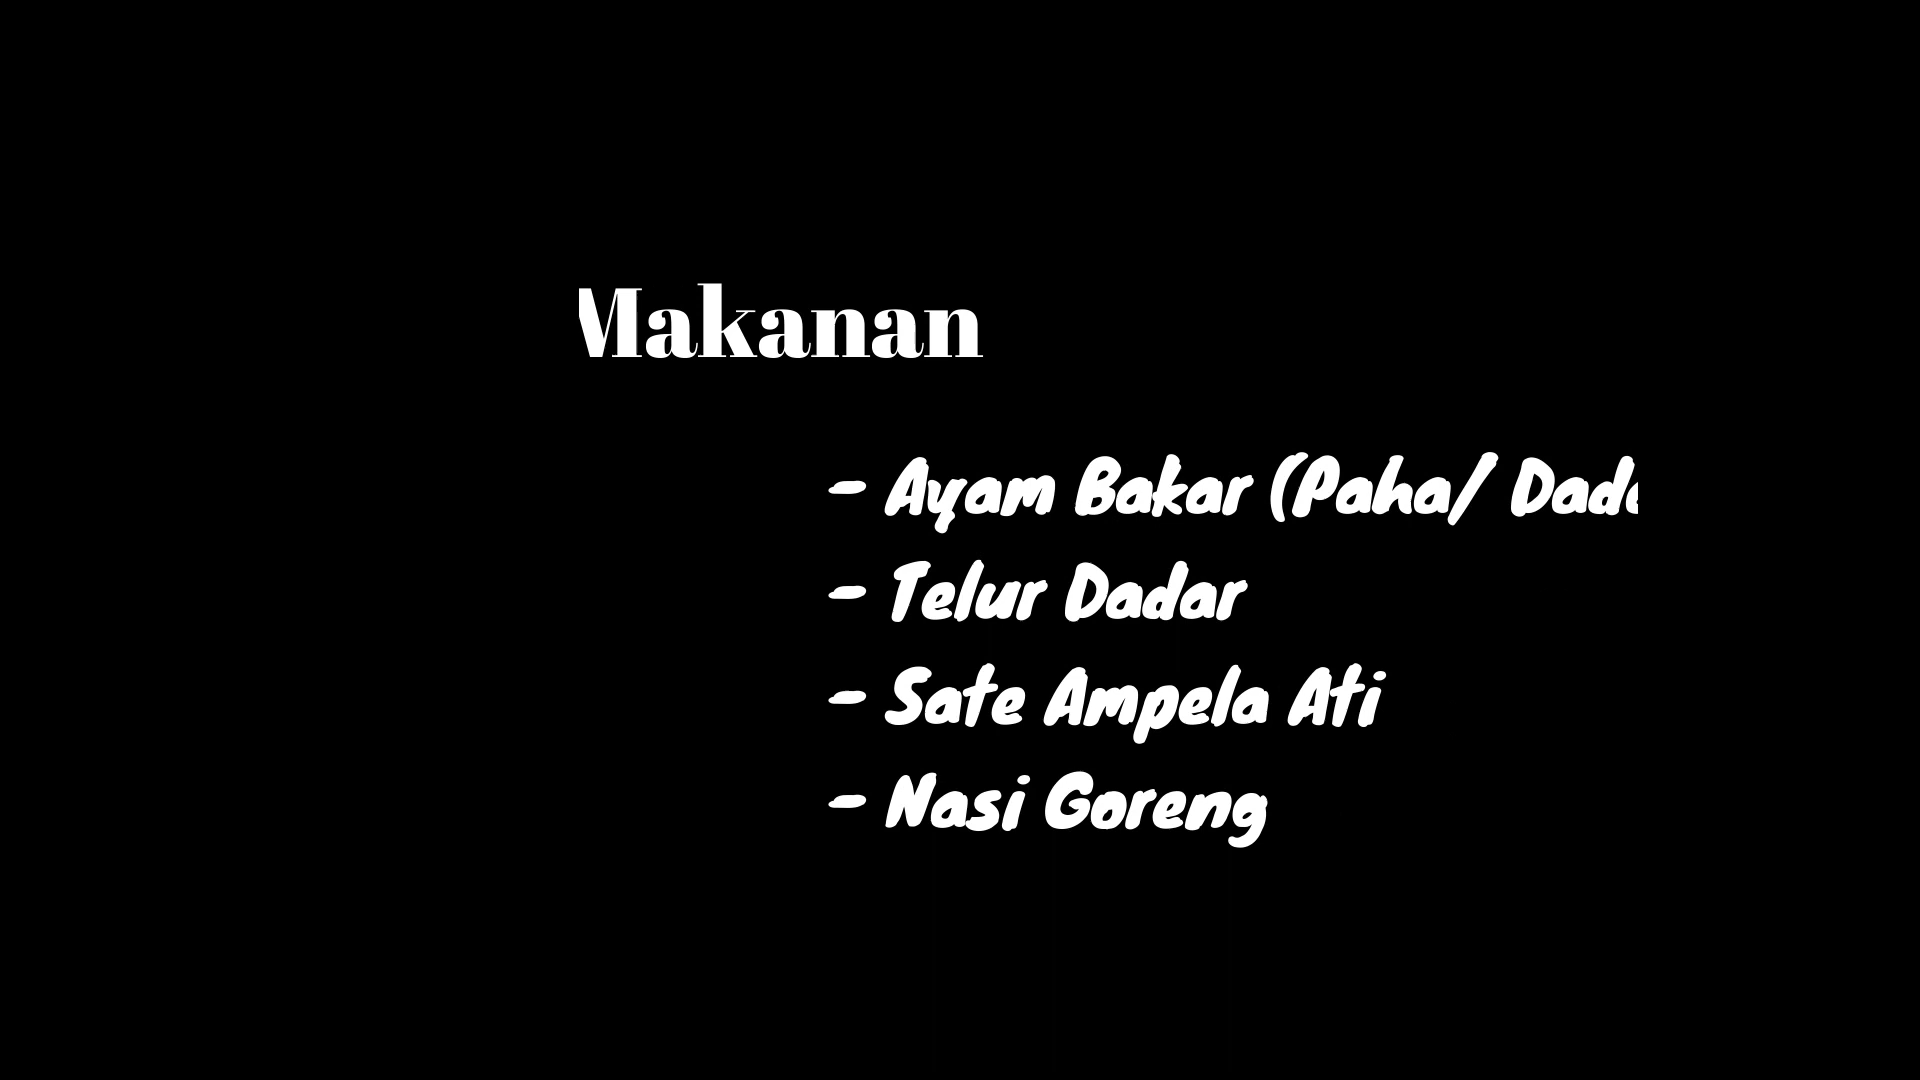 Makanan
- Ayam Bakar (Paha/
- Telur Dadar
- Sate Ampela Ati
- Nasi Goreng